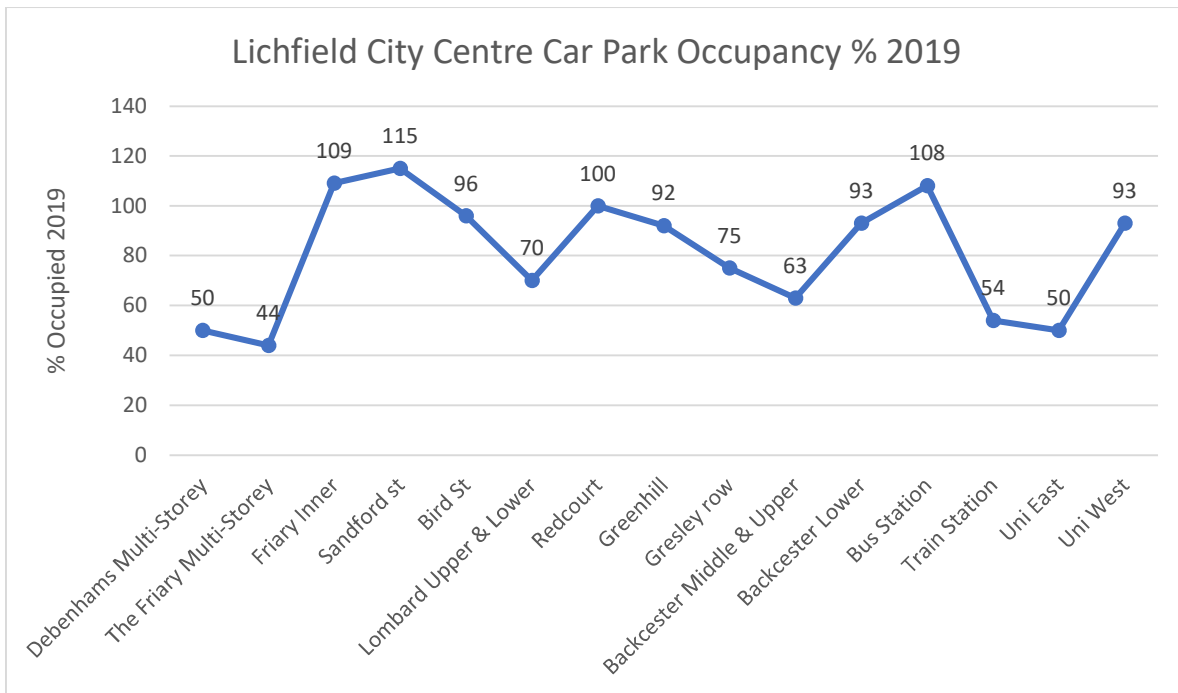 Lichfield City Centre Car Park Occupancy % 2019
% Occupied 2019
140
120
100
80
60
40
20
0
50
44
109
115
96
70
100
92
75
63
93
108
54
50
93
Debenhams Multi-Storey
The Friary Multi-Storey
Friary Inner
Sandford st
Bird St
Lombard Upper & Lower
Redcourt
Greenhill
Gresley row
Backcester Middle & Upper
Backcester Lower
Bus Station
Train Station
Uni East
Uni West